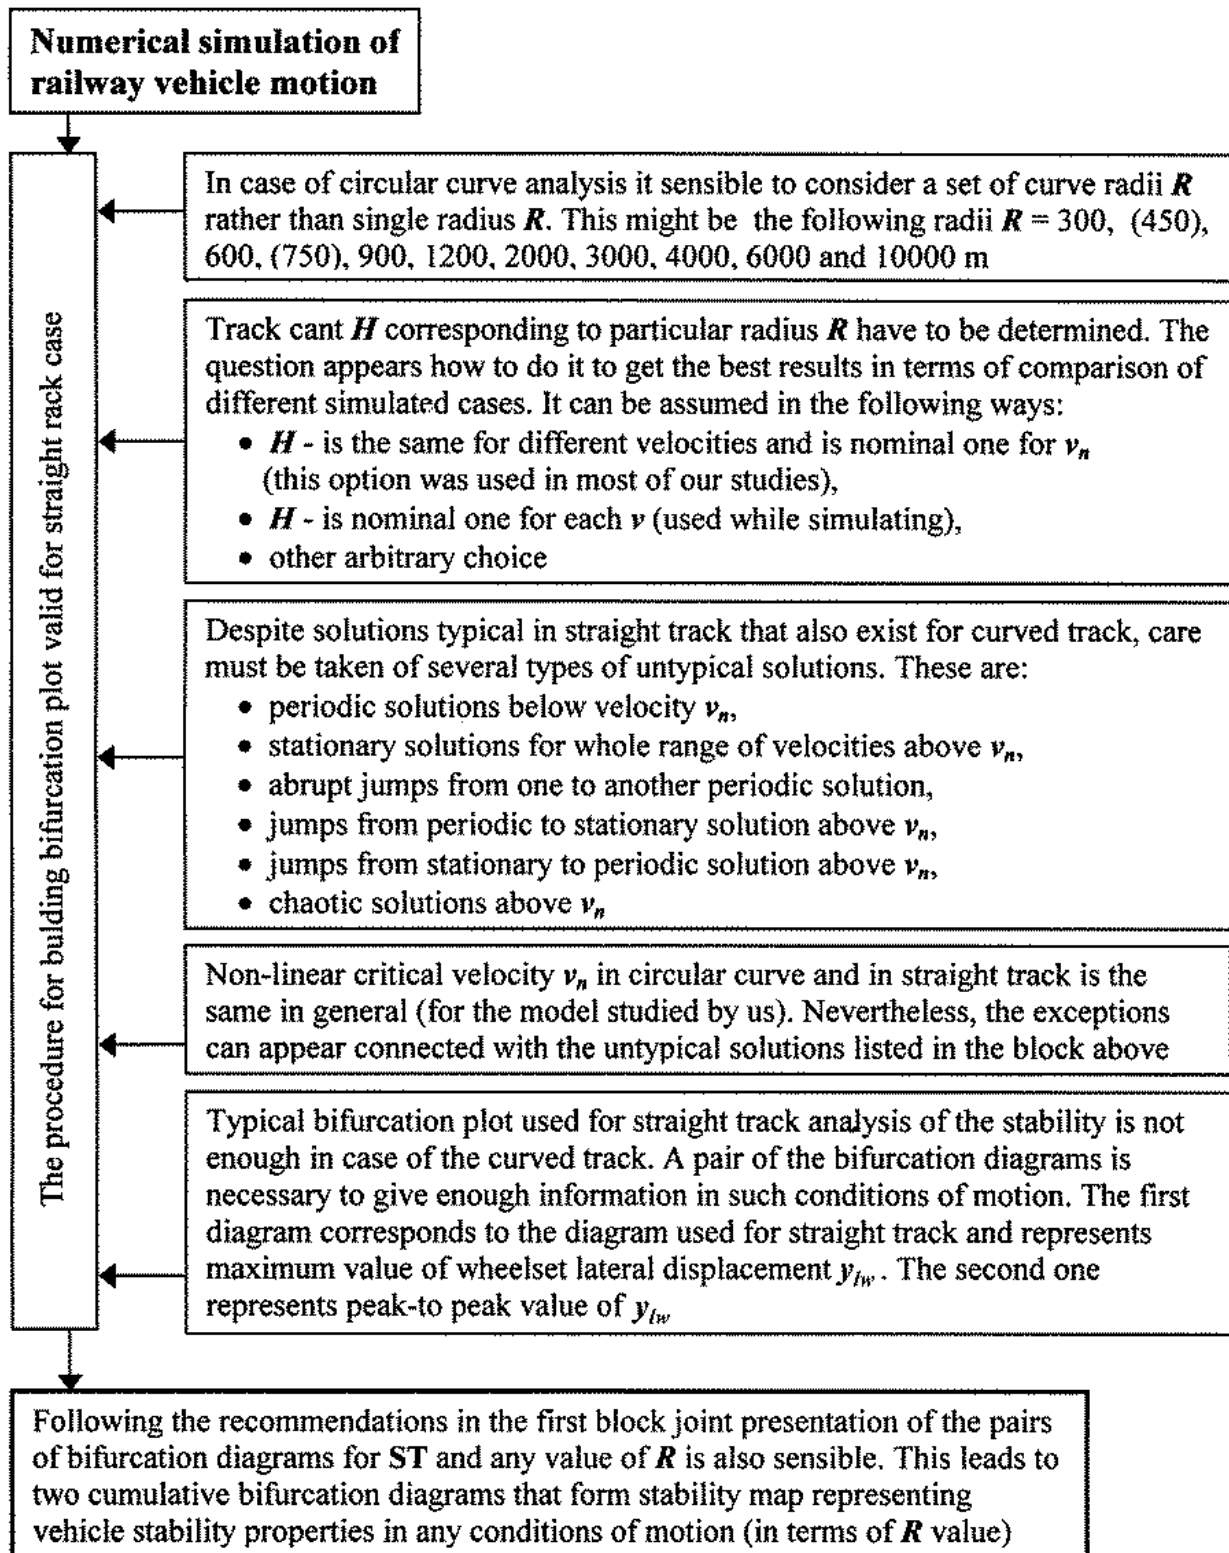 Numerical simulation of
railway vehicle motion
The procedure for bulding bifurcation plot valid for straight rack case
In case of circular curve analysis it sensible to consider a set of curve radii R
rather than single radius R. This might be the following radii R = 300, (450),
600, (750), 900, 1200, 2000, 3000, 4000, 6000 and 10000 m
Track cant H corresponding to particular radius R have to be determined. The
question appears how to do it to get the best results in terms of comparison of
different simulated cases. It can be assumed in the following ways:
• H - is the same for different velocities and is nominal one for vn
(this option was used in most of our studies),
• H - is nominal one for each v (used while simulating),
• other arbitrary choice
Despite solutions typical in straight track that also exist for curved track, care
must be taken of several types of untypical solutions. These are:
• periodic solutions below velocity vn,
• stationary solutions for whole range of velocities above vn,
• abrupt jumps from one to another periodic solution,
• jumps from periodic to stationary solution above vn,
• jumps from stationary to periodic solution above vn,
• chaotic solutions above vn
Non-linear critical velocity vn in circular curve and in straight track is the
same in general (for the model studied by us). Nevertheless, the exceptions
can appear connected with the untypical solutions listed in the block above
Typical bifurcation plot used for straight track analysis of the stability is not
enough in case of the curved track. A pair of the bifurcation diagrams is
necessary to give enough information in such conditions of motion. The first
diagram corresponds to the diagram used for straight track and represents
maximum value of wheelset lateral displacement ylw. The second one
represents peak-to peak value of ylw
Following the recommendations in the first block joint presentation of the pairs
of bifurcation diagrams for ST and any value of R is also sensible. This leads to
two cumulative bifurcation diagrams that form stability map representing
vehicle stability properties in any conditions of motion (in terms of R value)